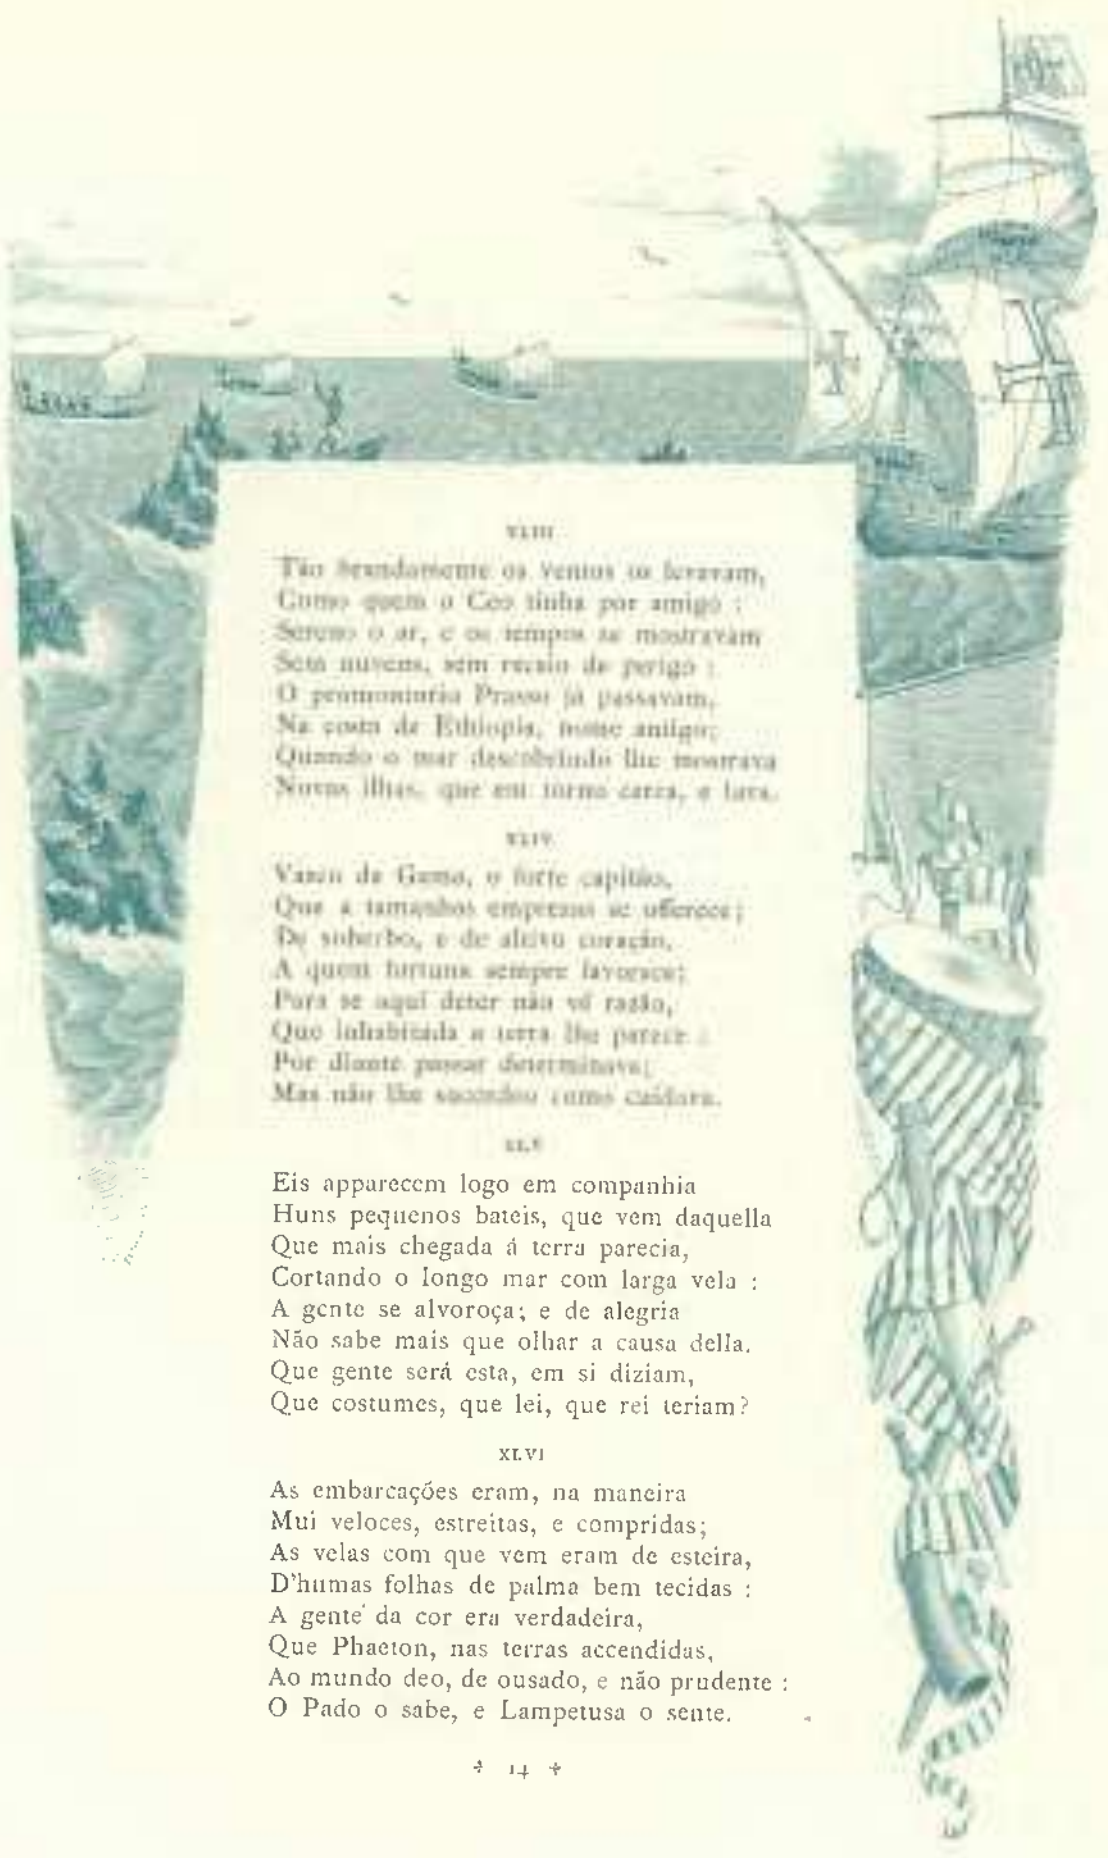 XLIII
Tão brandamente os ventos os levavam,
Como quem o Ceo tinha por amigo :
Sereno o ar, e os tempos se mostravam
Sem nuvens, sem receio de perigo :
O promontorio Prasso já passavam,
Na costa de Ethiopia, nome antigo;
Quando o mar descobrindo lhe mostrava
Novas ilhas, que em torno cerca, e lava.
XLIV
Vasco da Gama, o forte capitão,
Que a tamanhas emprezas se offerece;
De soberbo, e de altivo coração,
A quem fortuna sempre favorece;
Para se aqui deter não vê razão,
Que inhabitada a terra lhe parece :
Por diante passar determinava;
Mas não lhe succedeo como cuidava.
XLV
Eis apparecem logo em companhia
Huns pequenos bateis, que vem daquella
Que mais chegada á terra parecia,
Cortando o longo mar com larga vela :
A gente se alvoroça; e de alegria
Não sabe mais que olhar a causa della.
Que gente será esta, em si diziam,
Que costumes, que lei, que rei teriam?
XLVI
As embarcações eram, na maneira
Mui veloces, estreitas, e compridas;
As velas com que vem eram de esteira,
D'humas folhas de palma bem tecidas :
A gente da cor era verdadeira,
Que Phaeton, nas terras accendidas,
Ao mundo deo, de ousado, e não prudente :
O Pado o sabe, e Lampetusa o sente.
14